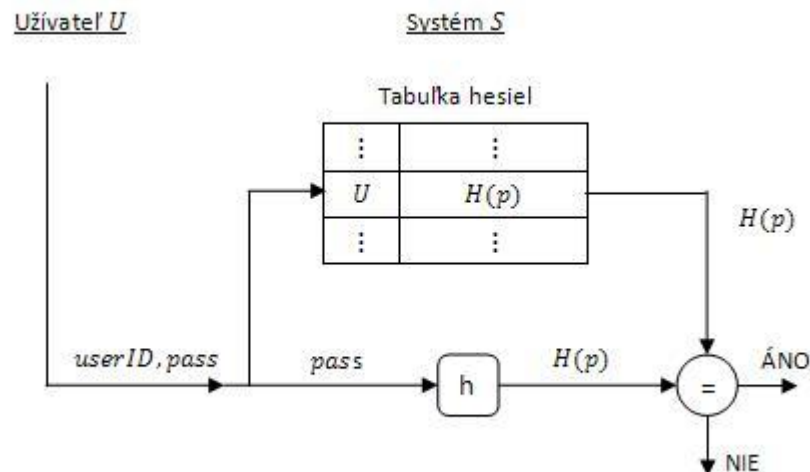 Užívateľ U
Systém S
Tabuľka hesiel
⋮ ⋮
U H(p)
⋮ ⋮
H(p)
userID, pass
pass
h
H(p)
=
ÁNO
NIE